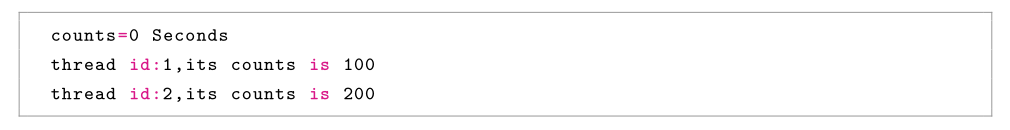 counts=0 Seconds
thread id:1,its counts is 100
thread id:2,its counts is 200